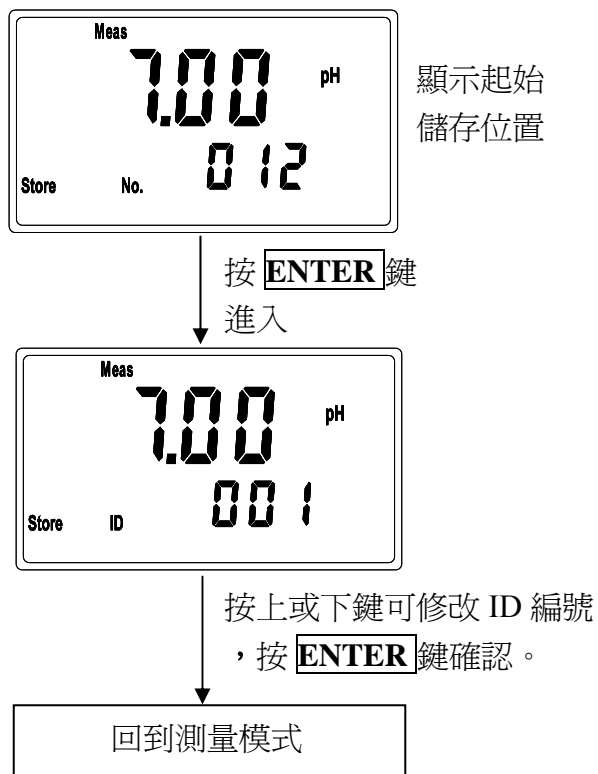 Meas
7.00 pH
Store No. 012
顯示起始
儲存位置
按 ENTER 鍵
進入
Meas
7.00 pH
Store ID 001
按上或下鍵可修改 ID 編號
，按 ENTER 鍵確認。
回到測量模式